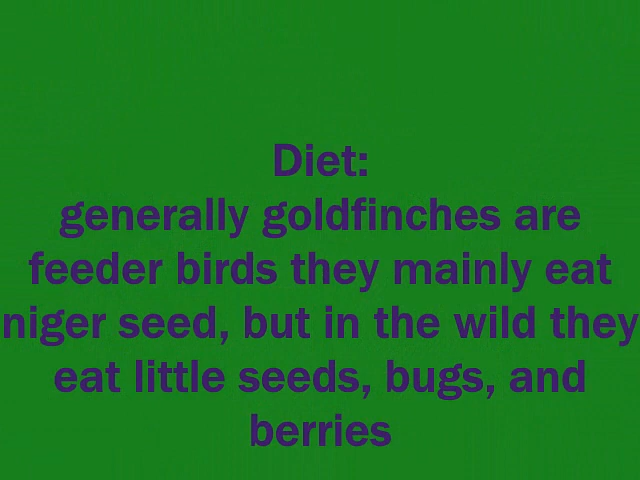 Diet:
generally goldfinches are
feeder birds they mainly eat
niger seed, but in the wild they
eat little seeds, bugs, and
berries